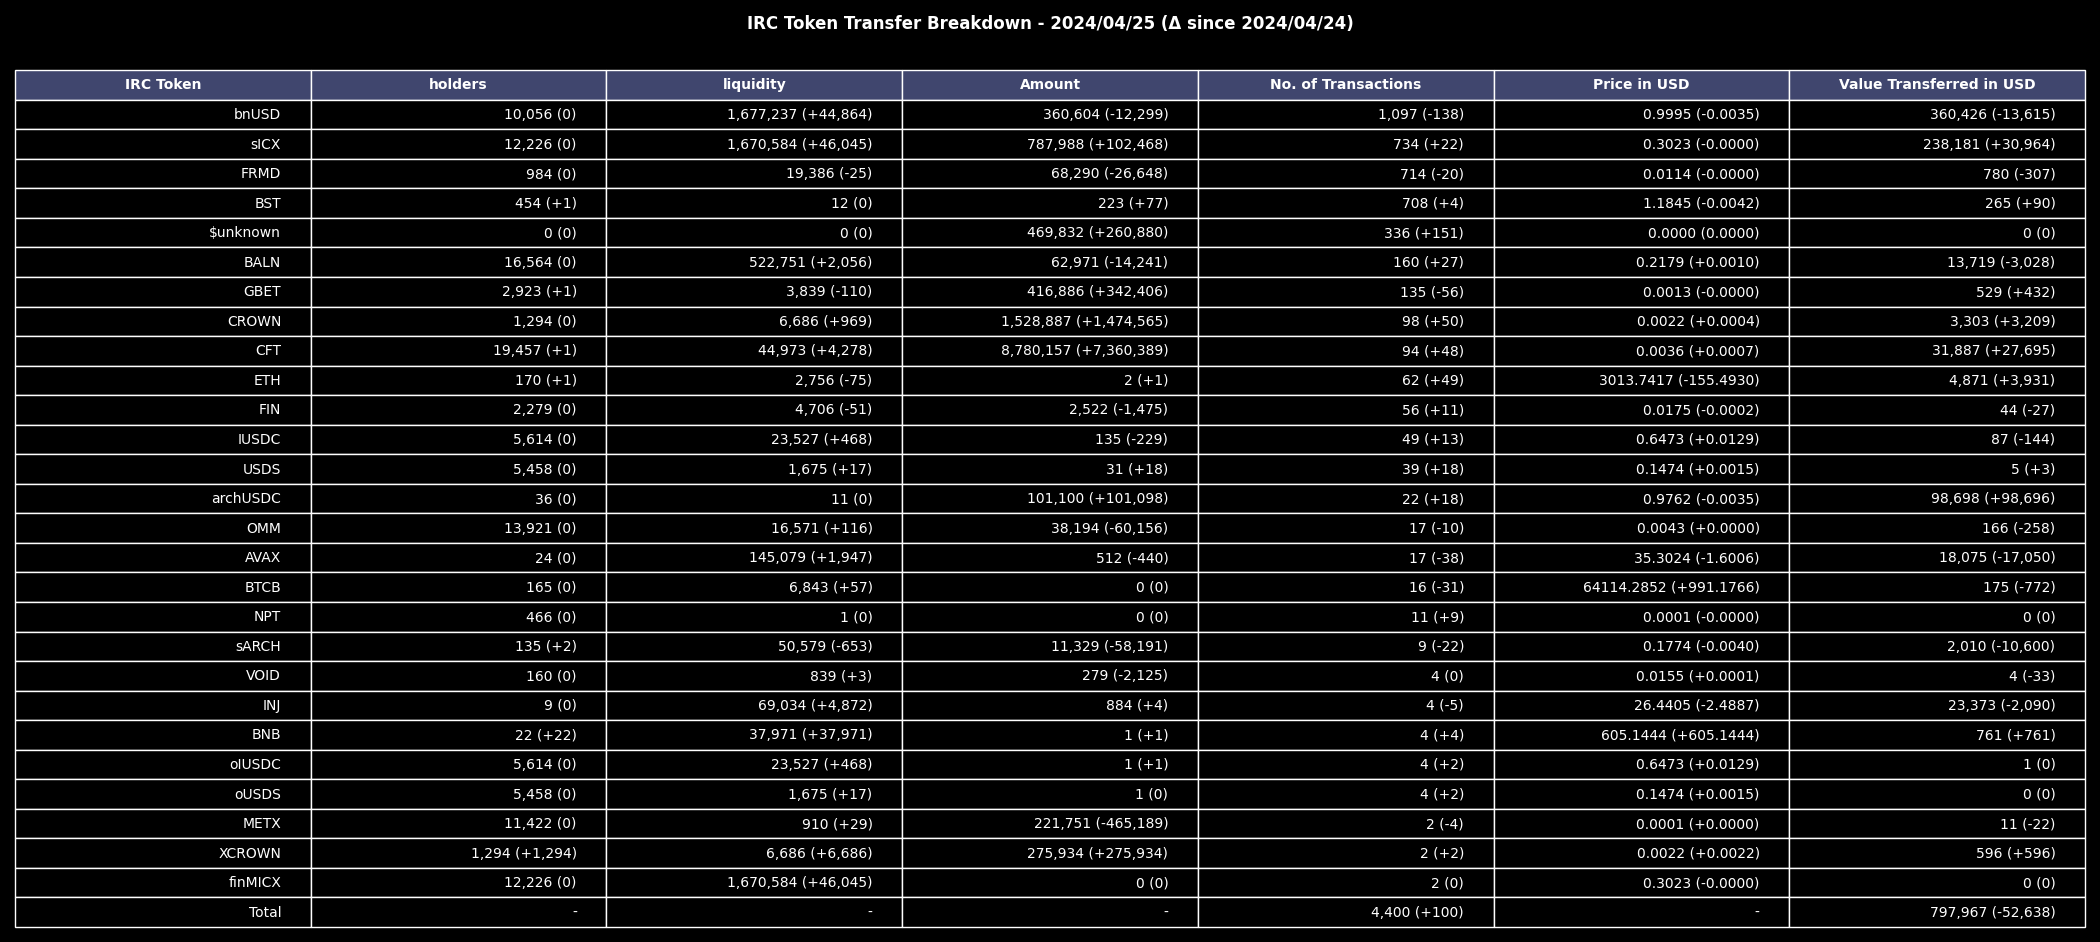 IRC Token Transfer Breakdown - 2024/04/25 (Δ since 2024/04/24)
IRC Token holders liquidity Amount No. of Transactions Price in USD Value Transferred in USD
bnUSD 10,056 (0) 1,677,237 (+44,864) 360,604 (-12,299) 1,097 (-138) 0.9995 (-0.0035) 360,426 (-13,615)
sICX 12,226 (0) 1,670,584 (+46,045) 787,988 (+102,468) 734 (+22) 0.3023 (-0.0000) 238,181 (+30,964)
FRMD 984 (0) 19,386 (-25) 68,290 (-26,648) 714 (-20) 0.0114 (-0.0000) 780 (-307)
BST 454 (+1) 12 (0) 223 (+77) 708 (+4) 1.1845 (-0.0042) 265 (+90)
$unknown 0 (0) 0 (0) 469,832 (+260,880) 336 (+151) 0.0000 (0.0000) 0 (0)
BALN 16,564 (0) 522,751 (+2,056) 62,971 (-14,241) 160 (+27) 0.2179 (+0.0010) 13,719 (-3,028)
GBET 2,923 (+1) 3,839 (-110) 416,886 (+342,406) 135 (-56) 0.0013 (-0.0000) 529 (+432)
CROWN 1,294 (0) 6,686 (+969) 1,528,887 (+1,474,565) 98 (+50) 0.0022 (+0.0004) 3,303 (+3,209)
CFT 19,457 (+1) 44,973 (+4,278) 8,780,157 (+7,360,389) 94 (+48) 0.0036 (+0.0007) 31,887 (+27,695)
ETH 170 (+1) 2,756 (-75) 2 (+1) 62 (+49) 3013.7417 (-155.4930) 4,871 (+3,931)
FIN 2,279 (0) 4,706 (-51) 2,522 (-1,475) 56 (+11) 0.0175 (-0.0002) 44 (-27)
IUSDC 5,614 (0) 23,527 (+468) 135 (-229) 49 (+13) 0.6473 (+0.0129) 87 (-144)
USDS 5,458 (0) 1,675 (+17) 31 (+18) 39 (+18) 0.1474 (+0.0015) 5 (+3)
archUSDC 36 (0) 11 (0) 101,100 (+101,098) 22 (+18) 0.9762 (-0.0035) 98,698 (+98,696)
OMM 13,921 (0) 16,571 (+116) 38,194 (-60,156) 17 (-10) 0.0043 (+0.0000) 166 (-258)
AVAX 24 (0) 145,079 (+1,947) 512 (-440) 17 (-38) 35.3024 (-1.6006) 18,075 (-17,050)
BTCB 165 (0) 6,843 (+57) 0 (0) 16 (-31) 64114.2852 (+991.1766) 175 (-772)
NPT 466 (0) 1 (0) 0 (0) 11 (+9) 0.0001 (-0.0000) 0 (0)
sARCH 135 (+2) 50,579 (-653) 11,329 (-58,191) 9 (-22) 0.1774 (-0.0040) 2,010 (-10,600)
VOID 160 (0) 839 (+3) 279 (-2,125) 4 (0) 0.0155 (+0.0001) 4 (-33)
INJ 9 (0) 69,034 (+4,872) 884 (+4) 4 (-5) 26.4405 (-2.4887) 23,373 (-2,090)
BNB 22 (+22) 37,971 (+37,971) 1 (+1) 4 (+4) 605.1444 (+605.1444) 761 (+761)
oIUSDC 5,614 (0) 23,527 (+468) 1 (+1) 4 (+2) 0.6473 (+0.0129) 1 (0)
oUSDS 5,458 (0) 1,675 (+17) 1 (0) 4 (+2) 0.1474 (+0.0015) 0 (0)
METX 11,422 (0) 910 (+29) 221,751 (-465,189) 2 (-4) 0.0001 (+0.0000) 11 (-22)
XCROWN 1,294 (+1,294) 6,686 (+6,686) 275,934 (+275,934) 2 (+2) 0.0022 (+0.0022) 596 (+596)
finMICX 12,226 (0) 1,670,584 (+46,045) 0 (0) 2 (0) 0.3023 (-0.0000) 0 (0)
Total - - - 4,400 (+100) - 797,967 (-52,638)